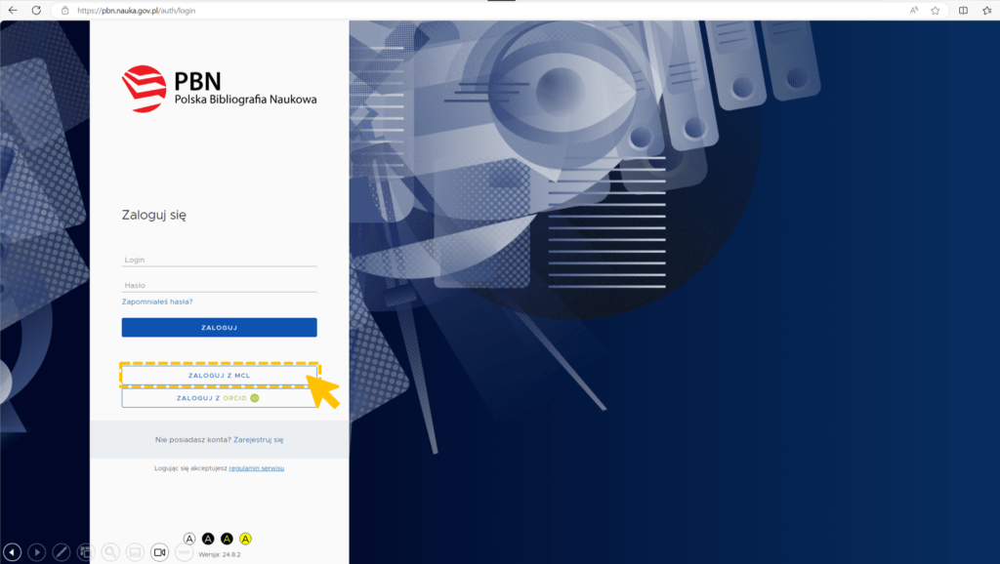 https://pbn.nauka.gov.pl/auth/login
PBN
Polska Bibliografia Naukowa
Zaloguj się
Login
Hasło
Zapomniałeś hasła?
ZALOGUJ
ZALOGUJ Z MCL
ZALOGUJ Z ORCID iD
Nie posiadasz konta? Zarejestruj się
Logując się akceptujesz regulamin serwisu
A A A A
Wersja: 24.8.2